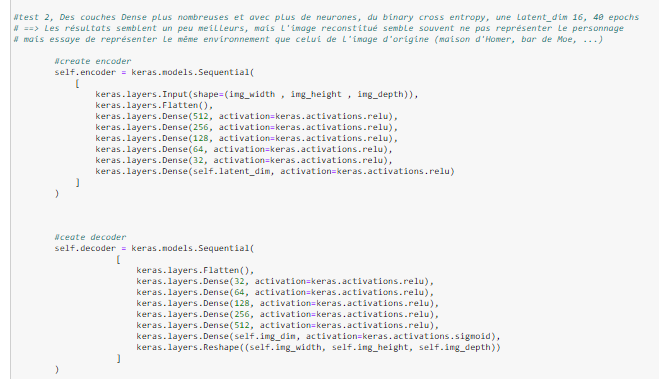 #test 2, Des couches Dense plus nombreuses et avec plus de neurones, du binary cross entropy, une latent_dim 16, 40 epochs
# ==> Les résultats semblent un peu meilleurs, mais l'image reconstitué semble souvent ne pas représenter le personnage
# mais essaye de représenter le même environnement que celui de l'image d'origine (maison d'Homer, bar de Moe, ...)
#create encoder
self.encoder = keras.models.Sequential(
[
keras.layers.Input(shape=(img_width , img_height , img_depth)),
keras.layers.Flatten(),
keras.layers.Dense(512, activation=keras.activations.relu),
keras.layers.Dense(256, activation=keras.activations.relu),
keras.layers.Dense(128, activation=keras.activations.relu),
keras.layers.Dense(64, activation=keras.activations.relu),
keras.layers.Dense(32, activation=keras.activations.relu),
keras.layers.Dense(self.latent_dim, activation=keras.activations.relu)
]
)
#ceate decoder
self.decoder = keras.models.Sequential(
[
keras.layers.Flatten(),
keras.layers.Dense(32, activation=keras.activations.relu),
keras.layers.Dense(64, activation=keras.activations.relu),
keras.layers.Dense(128, activation=keras.activations.relu),
keras.layers.Dense(256, activation=keras.activations.relu),
keras.layers.Dense(512, activation=keras.activations.relu),
keras.layers.Dense(self.img_dim, activation=keras.activations.sigmoid),
keras.layers.Reshape((self.img_width, self.img_height, self.img_depth))
]
)